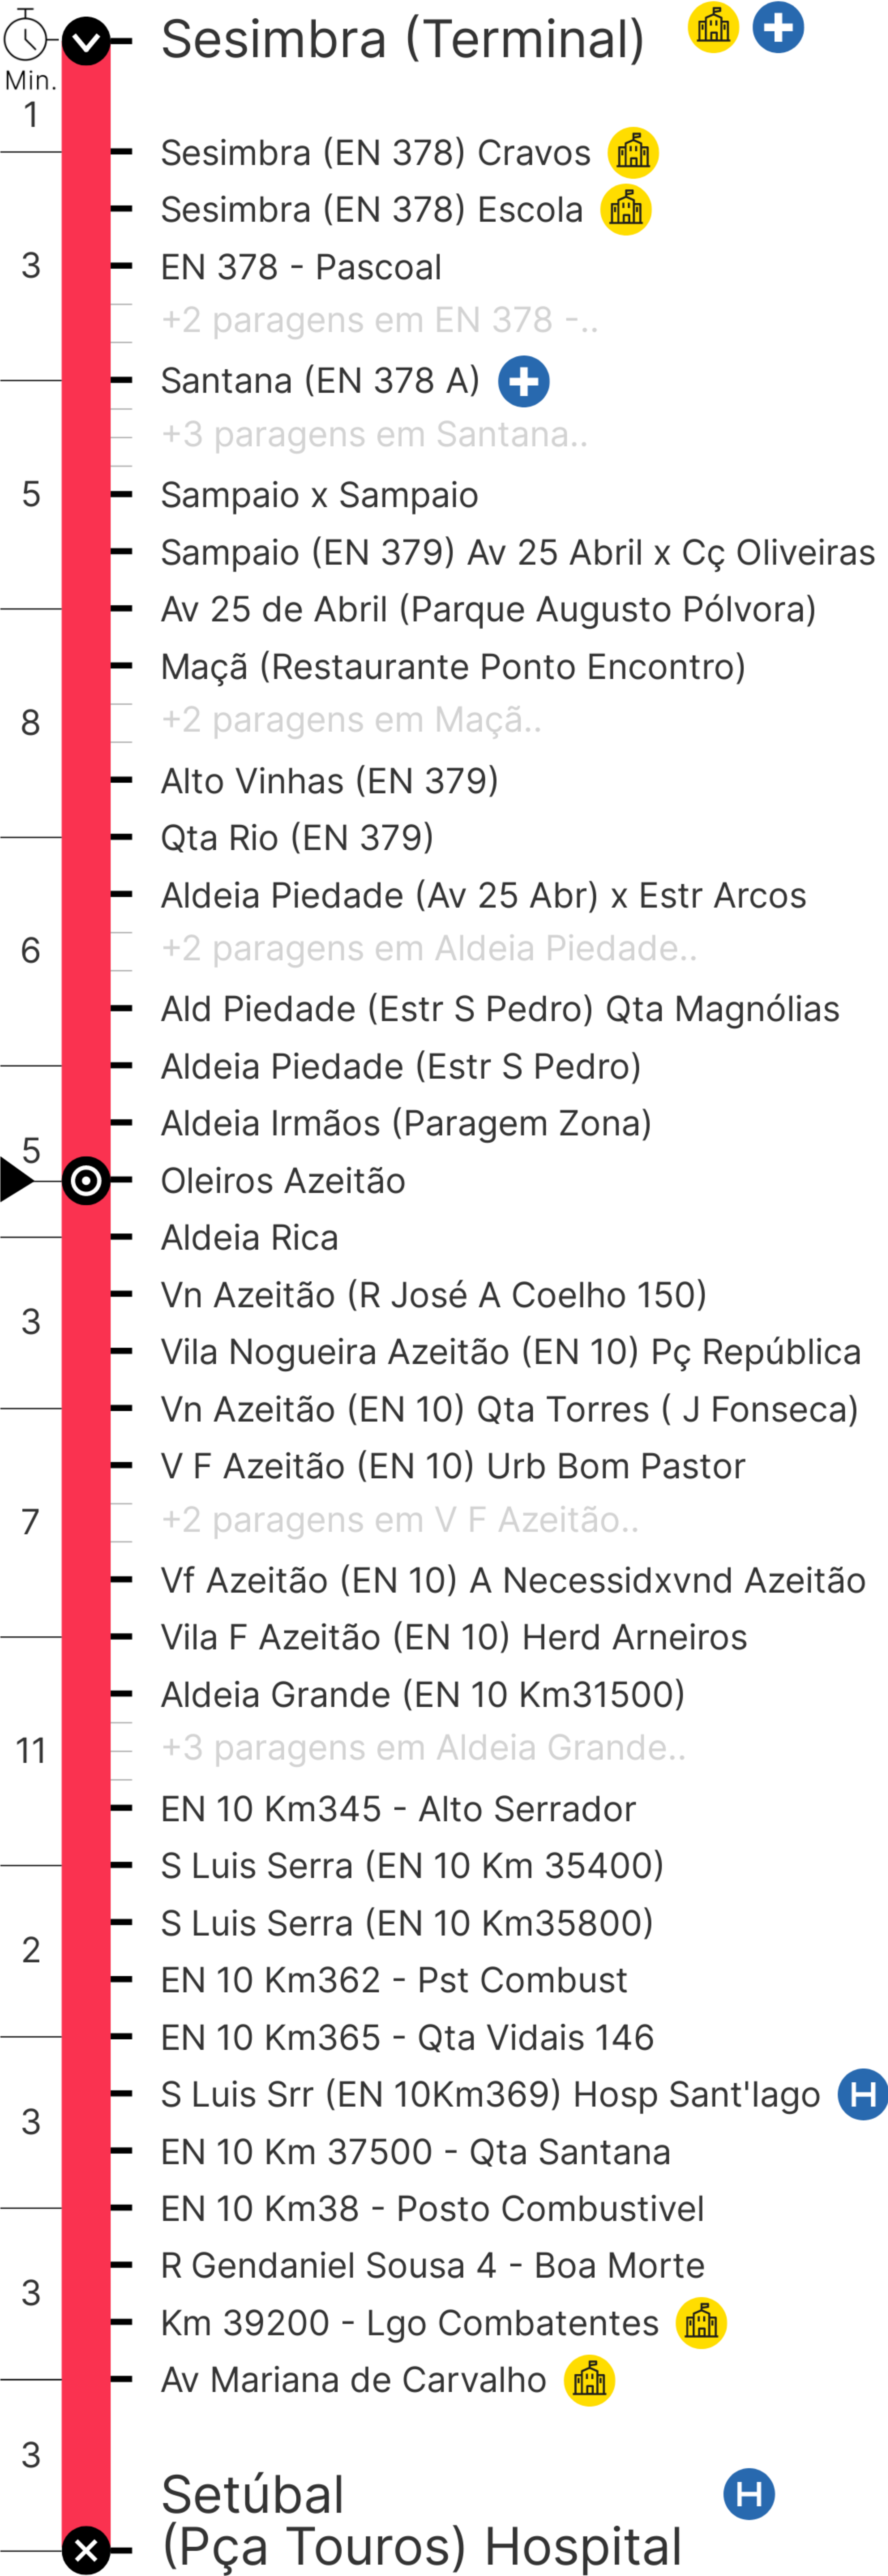 Sesimbra (Terminal)
Min.
1
Sesimbra (EN 378) Cravos
Sesimbra (EN 378) Escola
3
EN 378 - Pascoal
+2 paragens em EN 378 -..
Santana (EN 378 A)
+3 paragens em Santana..
5
Sampaio x Sampaio
Sampaio (EN 379) Av 25 Abril x Cç Oliveiras
Av 25 de Abril (Parque Augusto Pólvora)
Maçã (Restaurante Ponto Encontro)
8
+2 paragens em Maçã..
Alto Vinhas (EN 379)
Qta Rio (EN 379)
Aldeia Piedade (Av 25 Abr) x Estr Arcos
6
+2 paragens em Aldeia Piedade..
Ald Piedade (Estr S Pedro) Qta Magnólias
Aldeia Piedade (Estr S Pedro)
Aldeia Irmãos (Paragem Zona)
5
Oleiros Azeitão
Aldeia Rica
Vn Azeitão (R José A Coelho 150)
3
Vila Nogueira Azeitão (EN 10) Pç República
Vn Azeitão (EN 10) Qta Torres ( J Fonseca)
V F Azeitão (EN 10) Urb Bom Pastor
7
+2 paragens em V F Azeitão..
Vf Azeitão (EN 10) A Necessidxvnd Azeitão
Vila F Azeitão (EN 10) Herd Arneiros
Aldeia Grande (EN 10 Km31500)
11
+3 paragens em Aldeia Grande..
EN 10 Km345 - Alto Serrador
S Luis Serra (EN 10 Km 35400)
S Luis Serra (EN 10 Km35800)
2
EN 10 Km362 - Pst Combust
EN 10 Km365 - Qta Vidais 146
S Luis Srr (EN 10Km369) Hosp Sant'Iago
H
3
EN 10 Km 37500 - Qta Santana
EN 10 Km38 - Posto Combustivel
R Gendaniel Sousa 4 - Boa Morte
3
Km 39200 - Lgo Combatentes
Av Mariana de Carvalho
3
Setúbal
H
(Pça Touros) Hospital